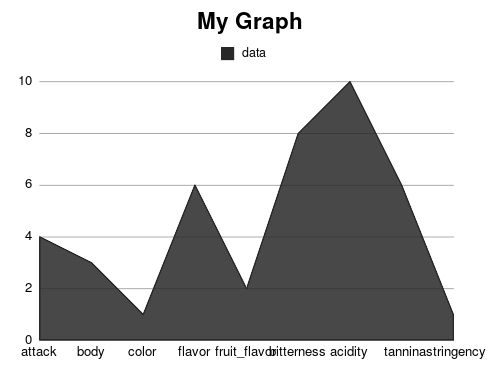 My Graph
data
10
8
6
4
2
0
attack body color flavor fruit_flavor bitterness acidity tannin astringency